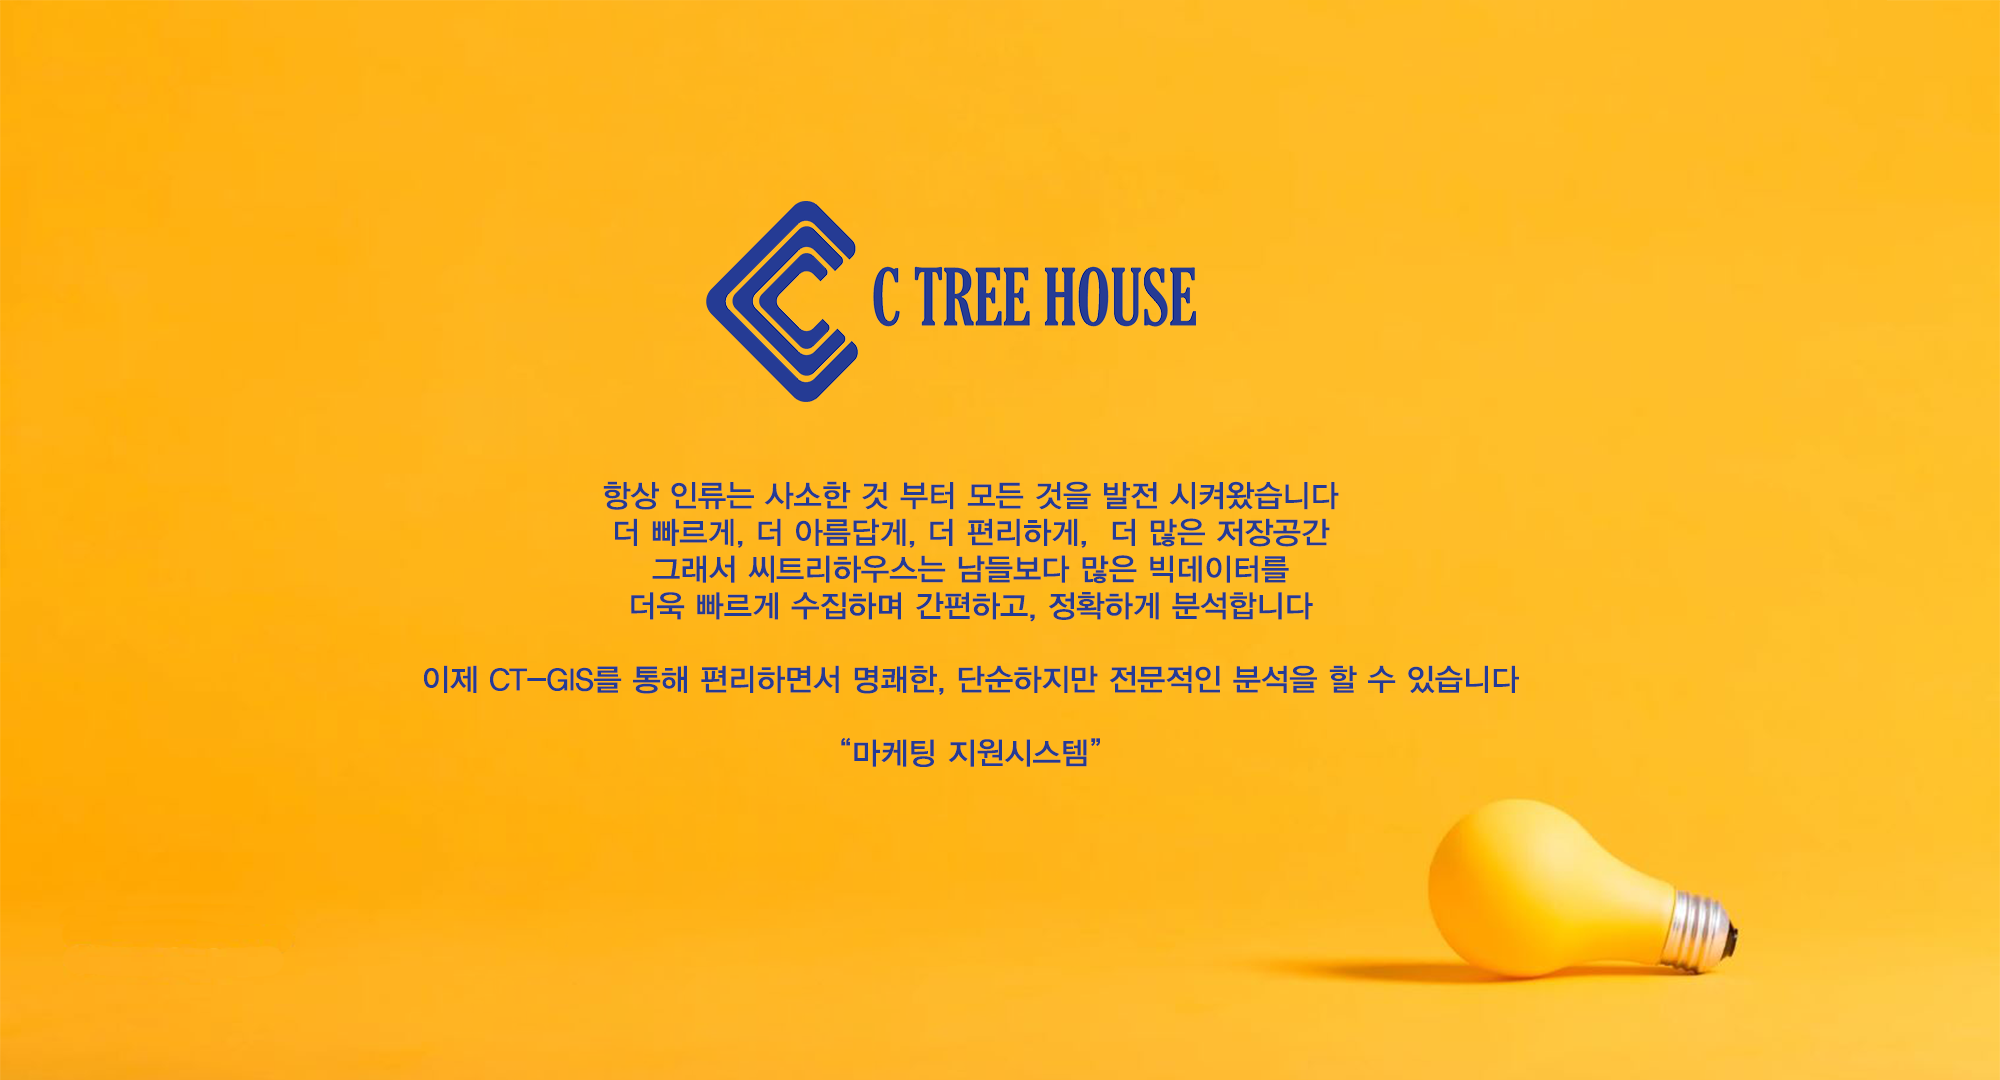 C TREE HOUSE
항상 인류는 사소한 것 부터 모든 것을 발전 시켜왔습니다
더 빠르게, 더 아름답게, 더 편리하게, 더 많은 저장공간
그래서 씨트리하우스는 남들보다 많은 빅데이터를
더욱 빠르게 수집하며 간편하고, 정확하게 분석합니다
이제 CT-GIS를 통해 편리하면서 명쾌한, 단순하지만 전문적인 분석을 할 수 있습니다
“마케팅 지원시스템”